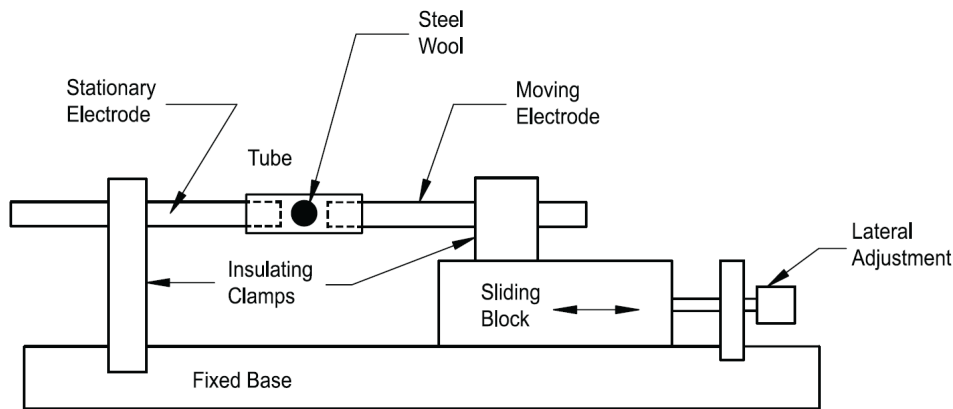 Steel
Wool
Stationary
Electrode
Moving
Electrode
Tube
Lateral
Adjustment
Insulating
Clamps
Sliding
Block
Fixed Base